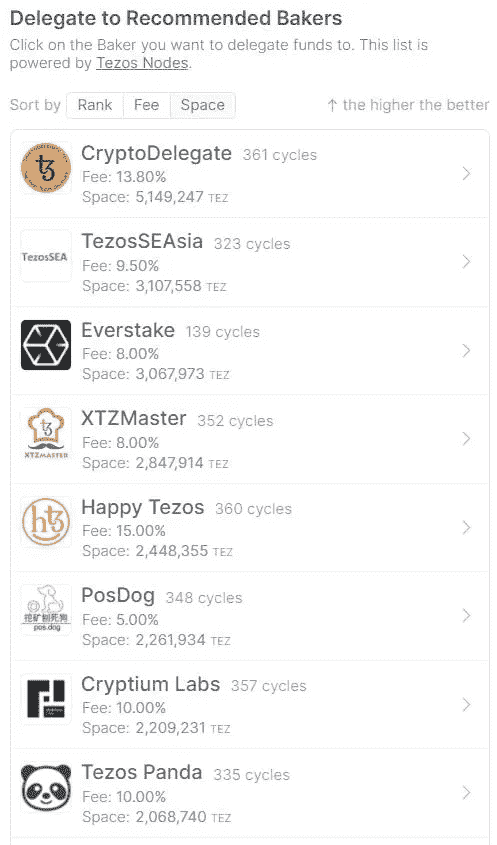 Delegate to Recommended Bakers
Click on the Baker you want to delegate funds to. This list is
powered by Tezos Nodes.
Sort by Rank Fee Space ↑ the higher the better
CryptoDelegate 361 cycles
Fee: 13.80%
Space: 5,149,247 TEZ
TezosSEA
TezosSEAsia 323 cycles
Fee: 9.50%
Space: 3,107,558 TEZ
Everstake 139 cycles
Fee: 8.00%
Space: 3,067,973 TEZ
XTZMASTER
XTZMaster 352 cycles
Fee: 8.00%
Space: 2,847,914 TEZ
Happy Tezos 360 cycles
Fee: 15.00%
Space: 2,448,355 TEZ
pos.dog
PosDog 348 cycles
Fee: 5.00%
Space: 2,261,934 TEZ
Cryptium Labs 357 cycles
Fee: 10.00%
Space: 2,209,231 TEZ
Tezos Panda 335 cycles
Fee: 10.00%
Space: 2,068,740 TEZ